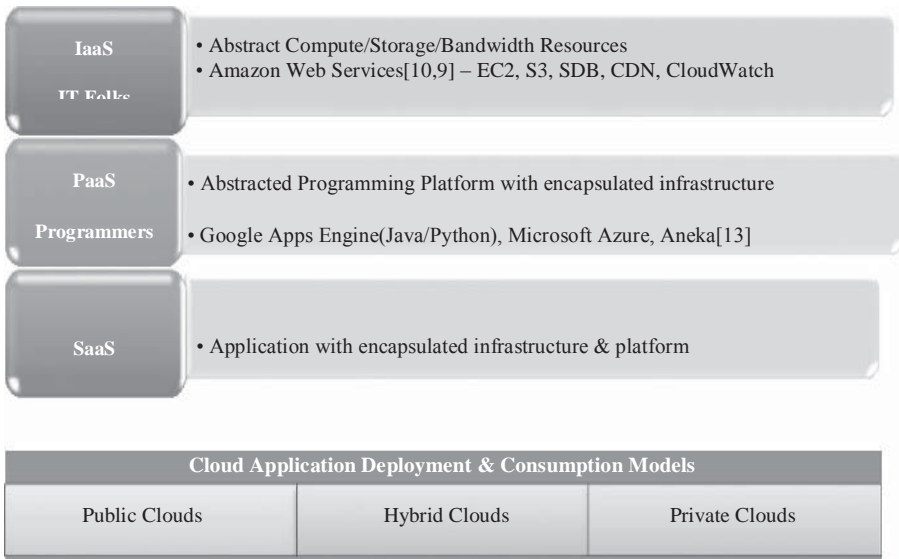 IaaS
IT Folks
• Abstract Compute/Storage/Bandwidth Resources
• Amazon Web Services[10,9] – EC2, S3, SDB, CDN, CloudWatch
PaaS
Programmers
• Abstracted Programming Platform with encapsulated infrastructure
• Google Apps Engine(Java/Python), Microsoft Azure, Aneka[13]
SaaS
• Application with encapsulated infrastructure & platform
Cloud Application Deployment & Consumption Models
Public Clouds
Hybrid Clouds
Private Clouds